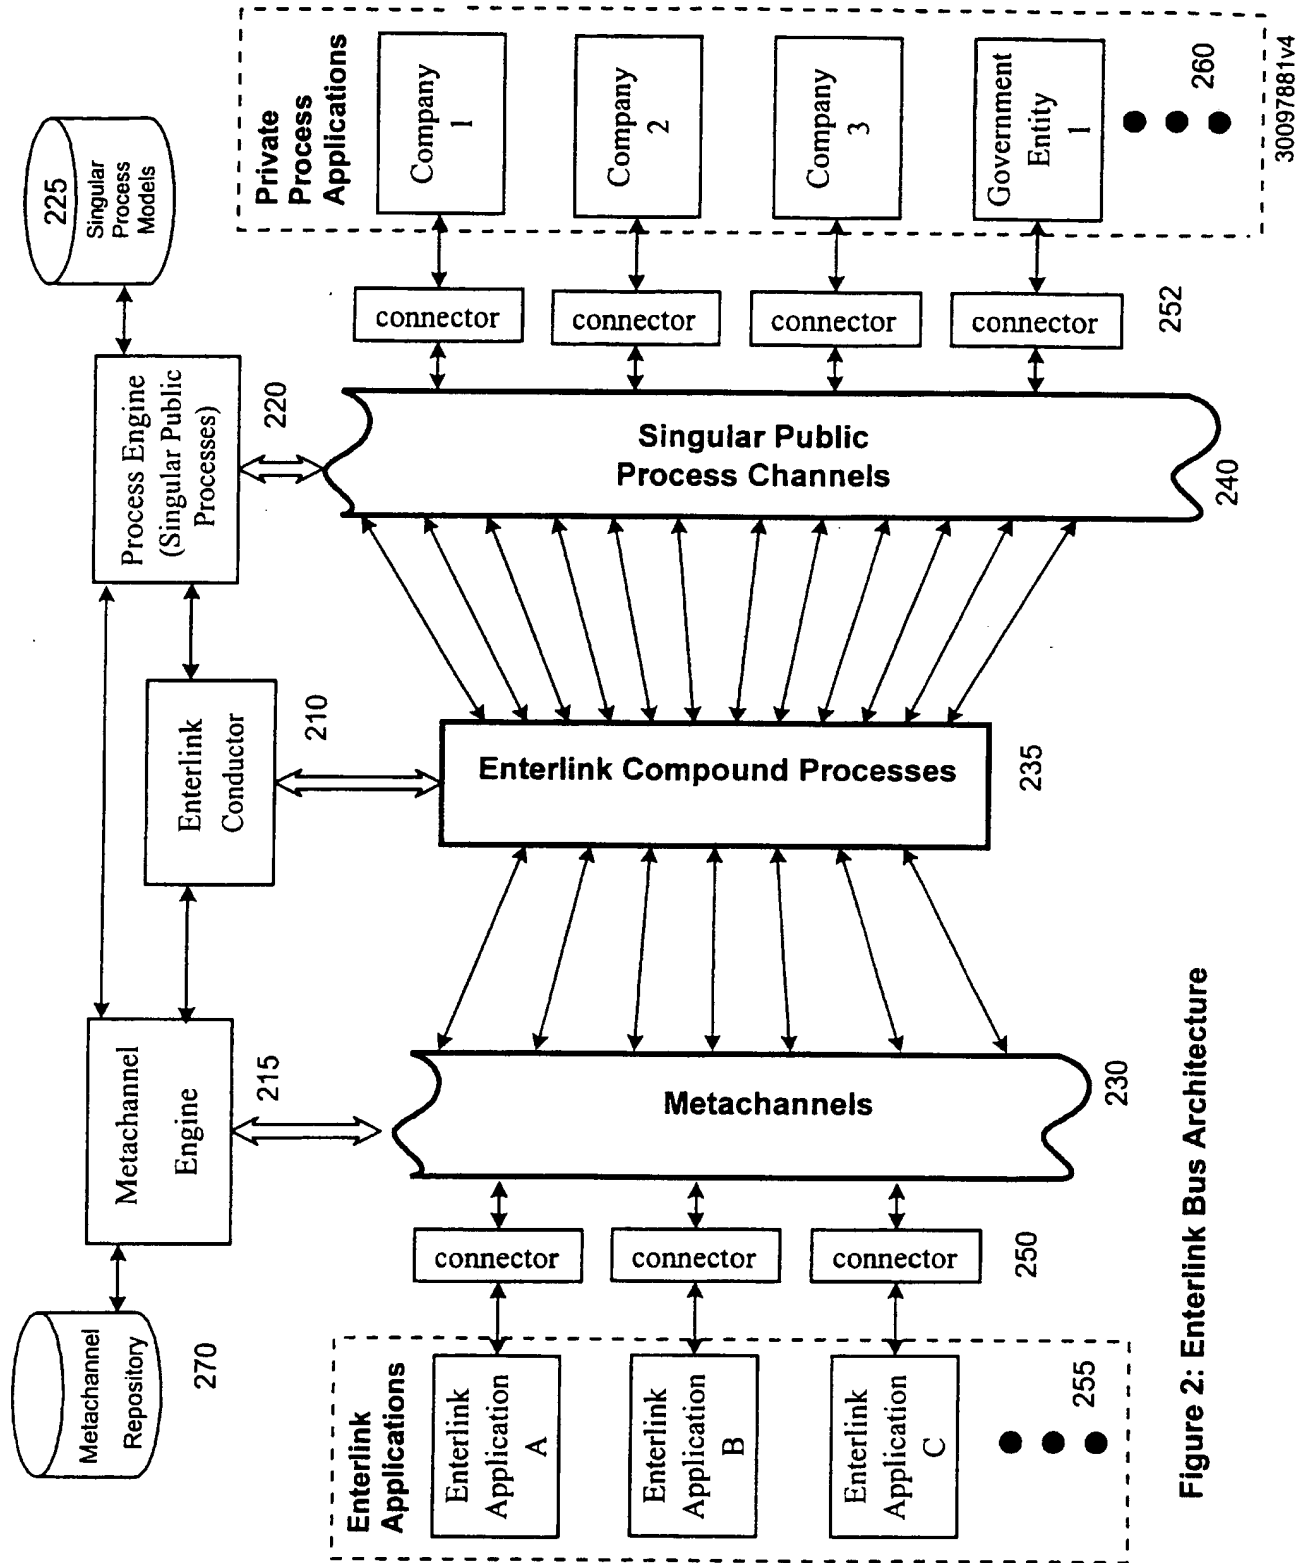 Metachannel
Repository
270
Metachannel
Engine
215
Enterlink
Conductor
210
Process Engine
(Singular Public
Processes)
220
225
Singular
Process
Models
Enterlink
Applications
Enterlink
Application
A
Enterlink
Application
B
Enterlink
Application
C
255
connector
connector
connector
250
Metachannels
230
Enterlink Compound Processes
235
Singular Public
Process Channels
240
connector
connector
connector
connector
252
Private
Process
Applications
Company
1
Company
2
Company
3
Government
Entity
1
260
Figure 2: Enterlink Bus Architecture
30097881v4